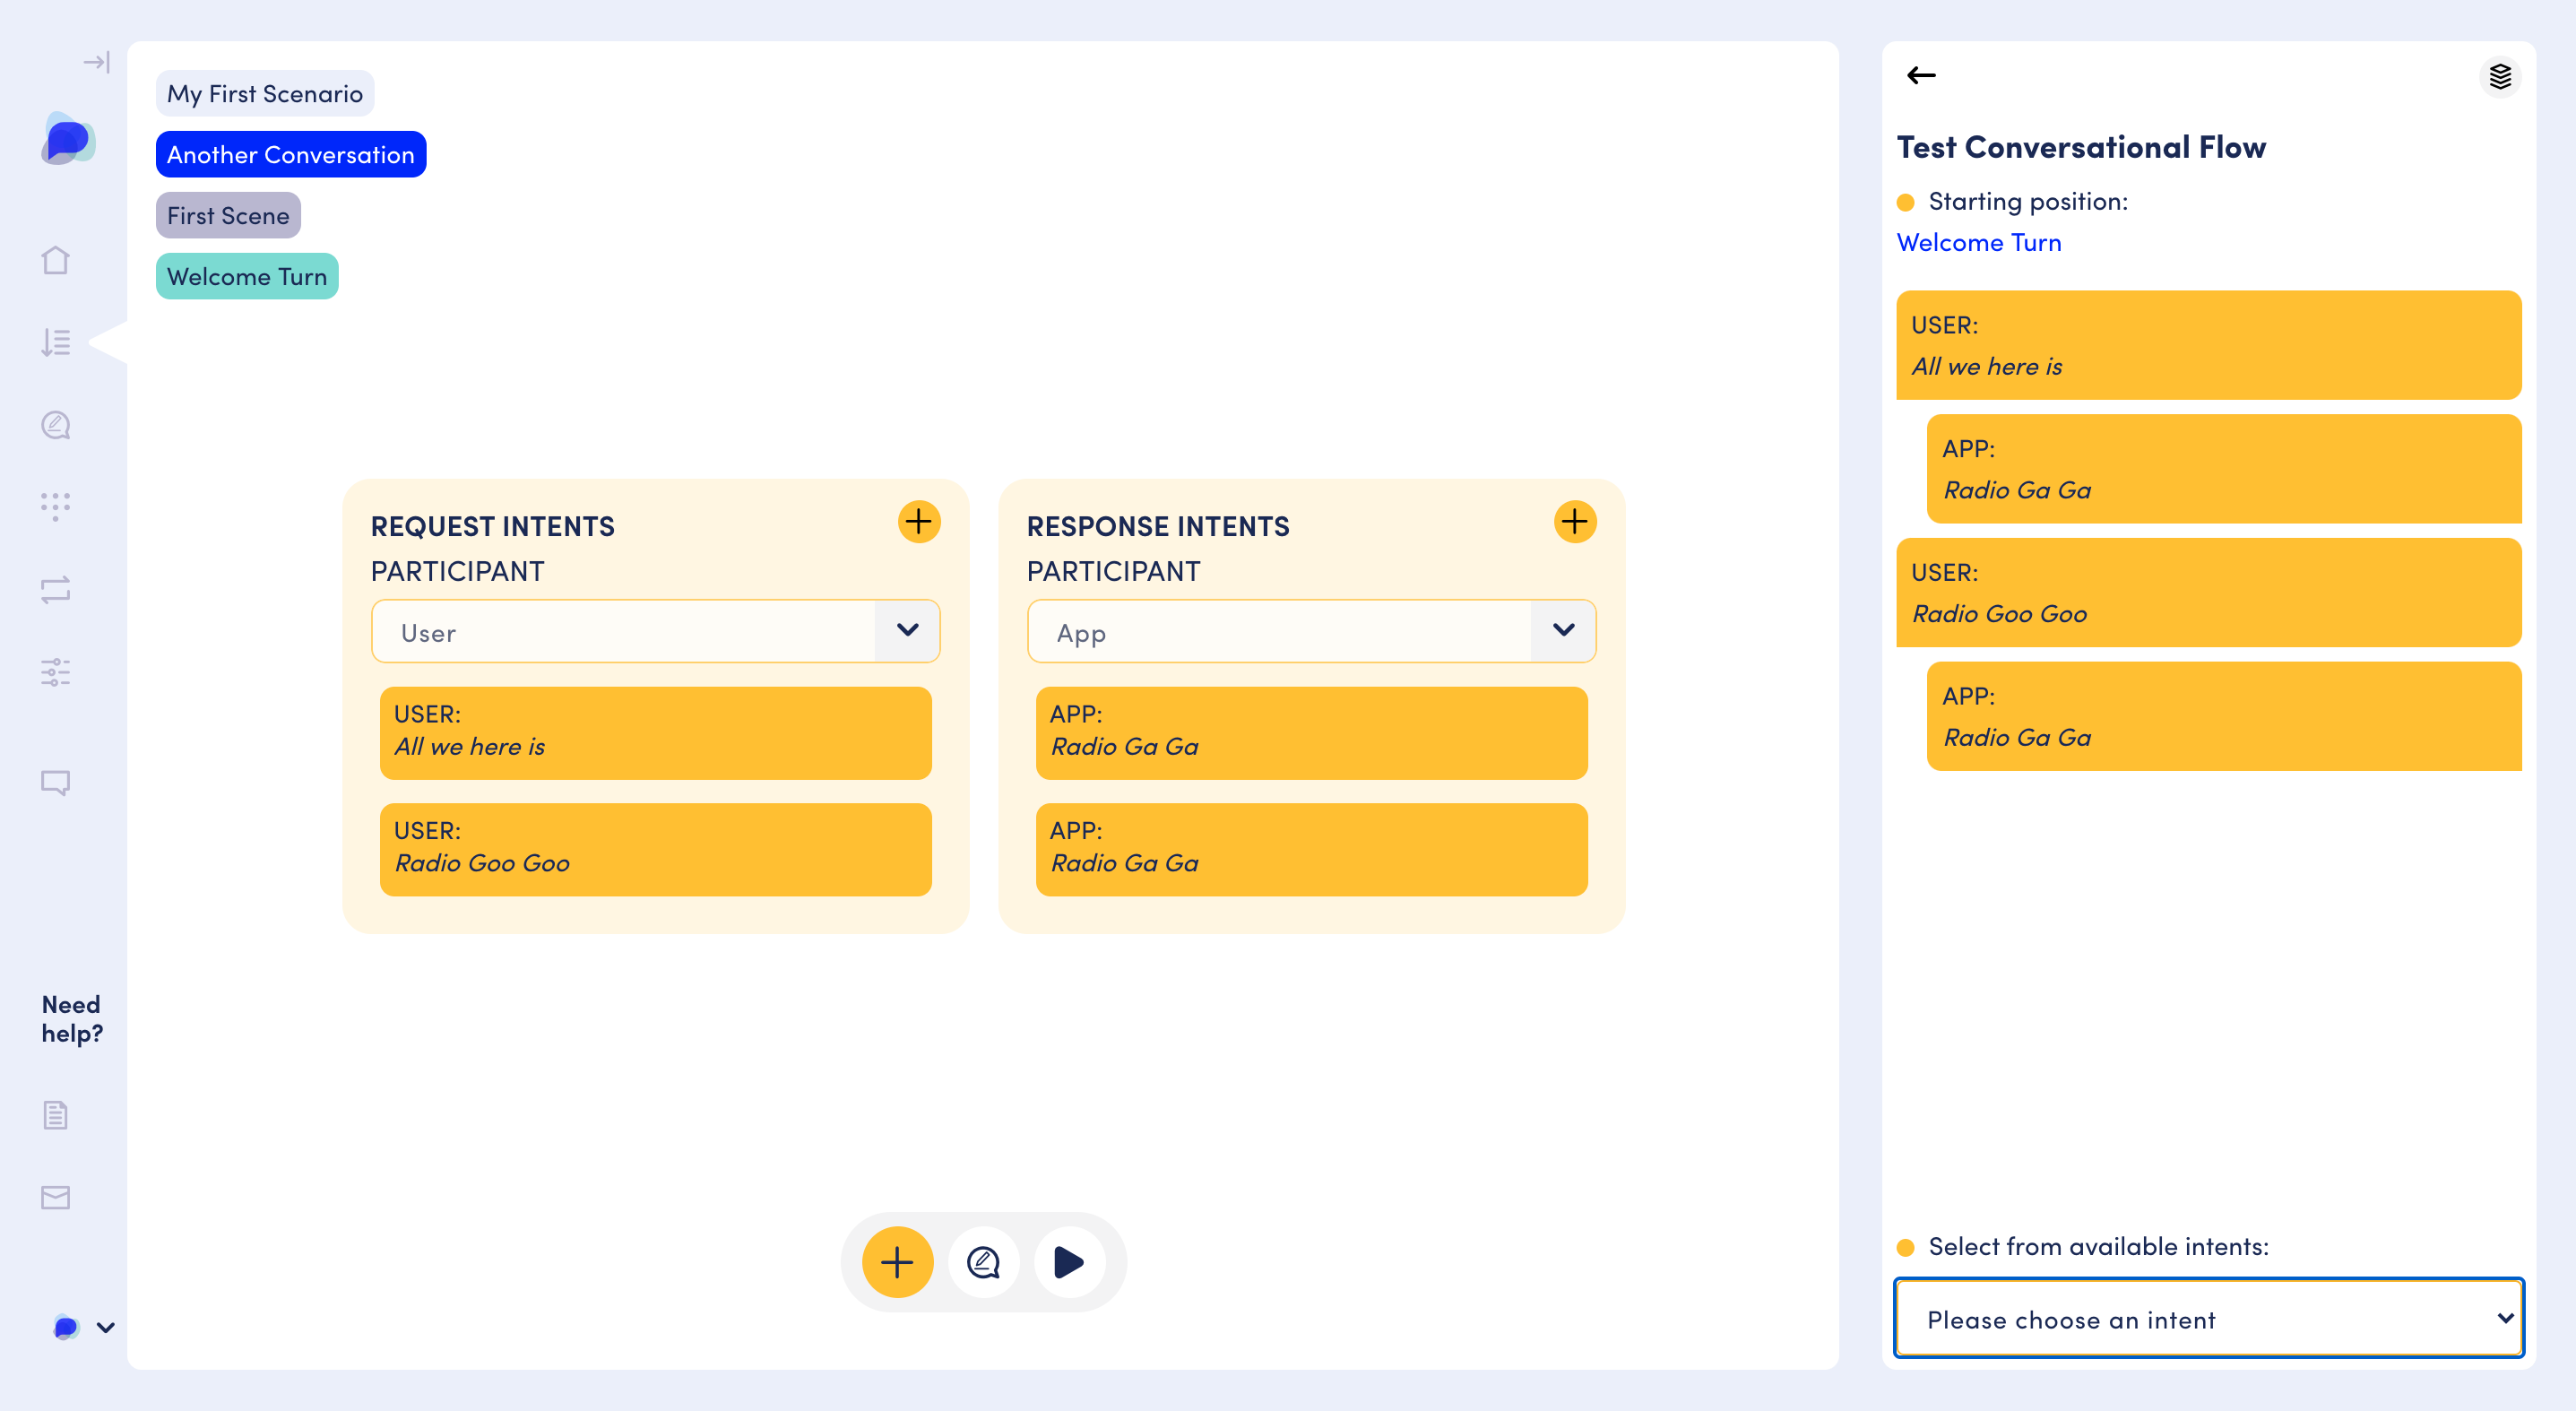 My First Scenario
Another Conversation
First Scene
Welcome Turn
REQUEST INTENTS
PARTICIPANT
User
USER:
All we here is
USER:
Radio Goo Goo
RESPONSE INTENTS
PARTICIPANT
App
APP:
Radio Ga Ga
APP:
Radio Ga Ga
Need
help?
Test Conversational Flow
Starting position:
Welcome Turn
USER:
All we here is
APP:
Radio Ga Ga
USER:
Radio Goo Goo
APP:
Radio Ga Ga
Select from available intents:
Please choose an intent